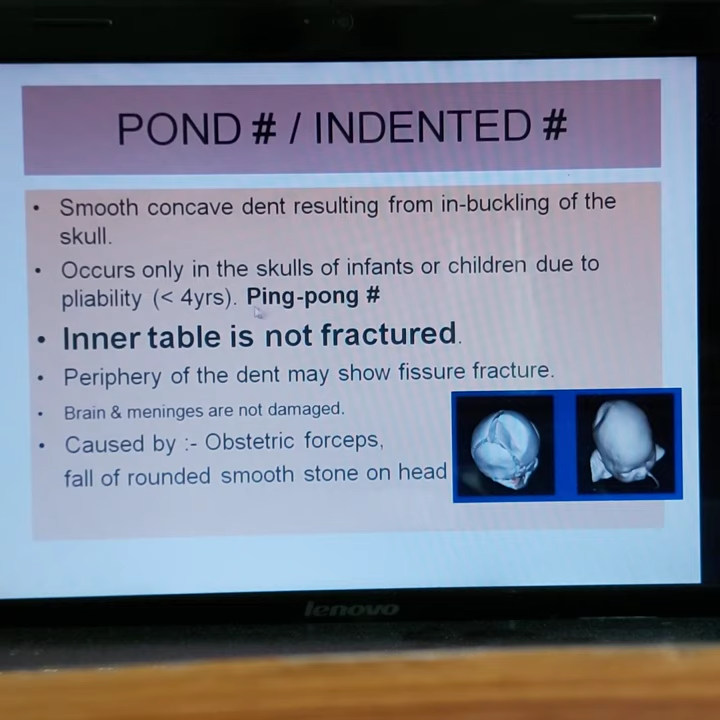 POND # / INDENTED #
• Smooth concave dent resulting from in-buckling of the
skull.
• Occurs only in the skulls of infants or children due to
pliability (< 4yrs). Ping-pong #
• Inner table is not fractured.
• Periphery of the dent may show fissure fracture.
• Brain & meninges are not damaged.
• Caused by :- Obstetric forceps,
fall of rounded smooth stone on head
lenovo